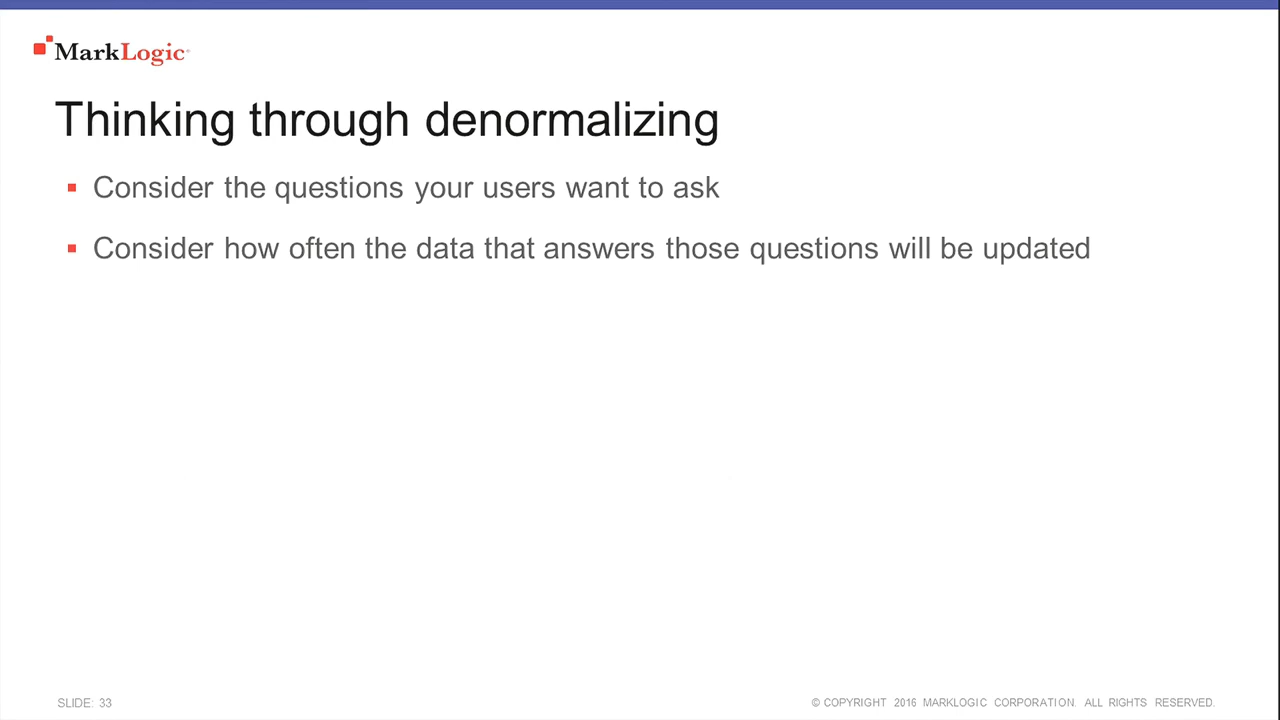 MarkLogic
Thinking through denormalizing
Consider the questions your users want to ask
Consider how often the data that answers those questions will be updated
SLIDE: 33
© COPYRIGHT 2016 MARKLOGIC CORPORATION. ALL RIGHTS RESERVED.